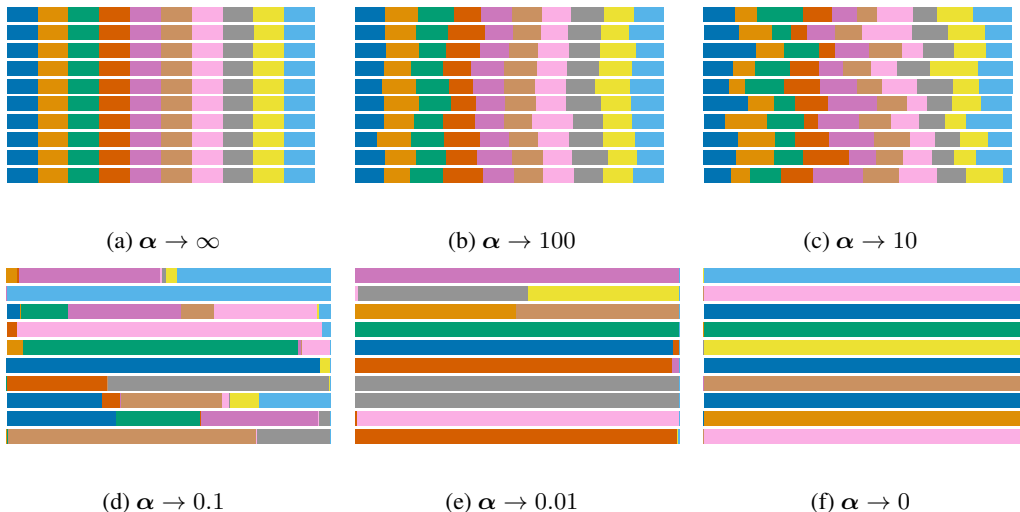 (a) α → ∞
(b) α → 100
(c) α → 10
(d) α → 0.1
(e) α → 0.01
(f) α → 0